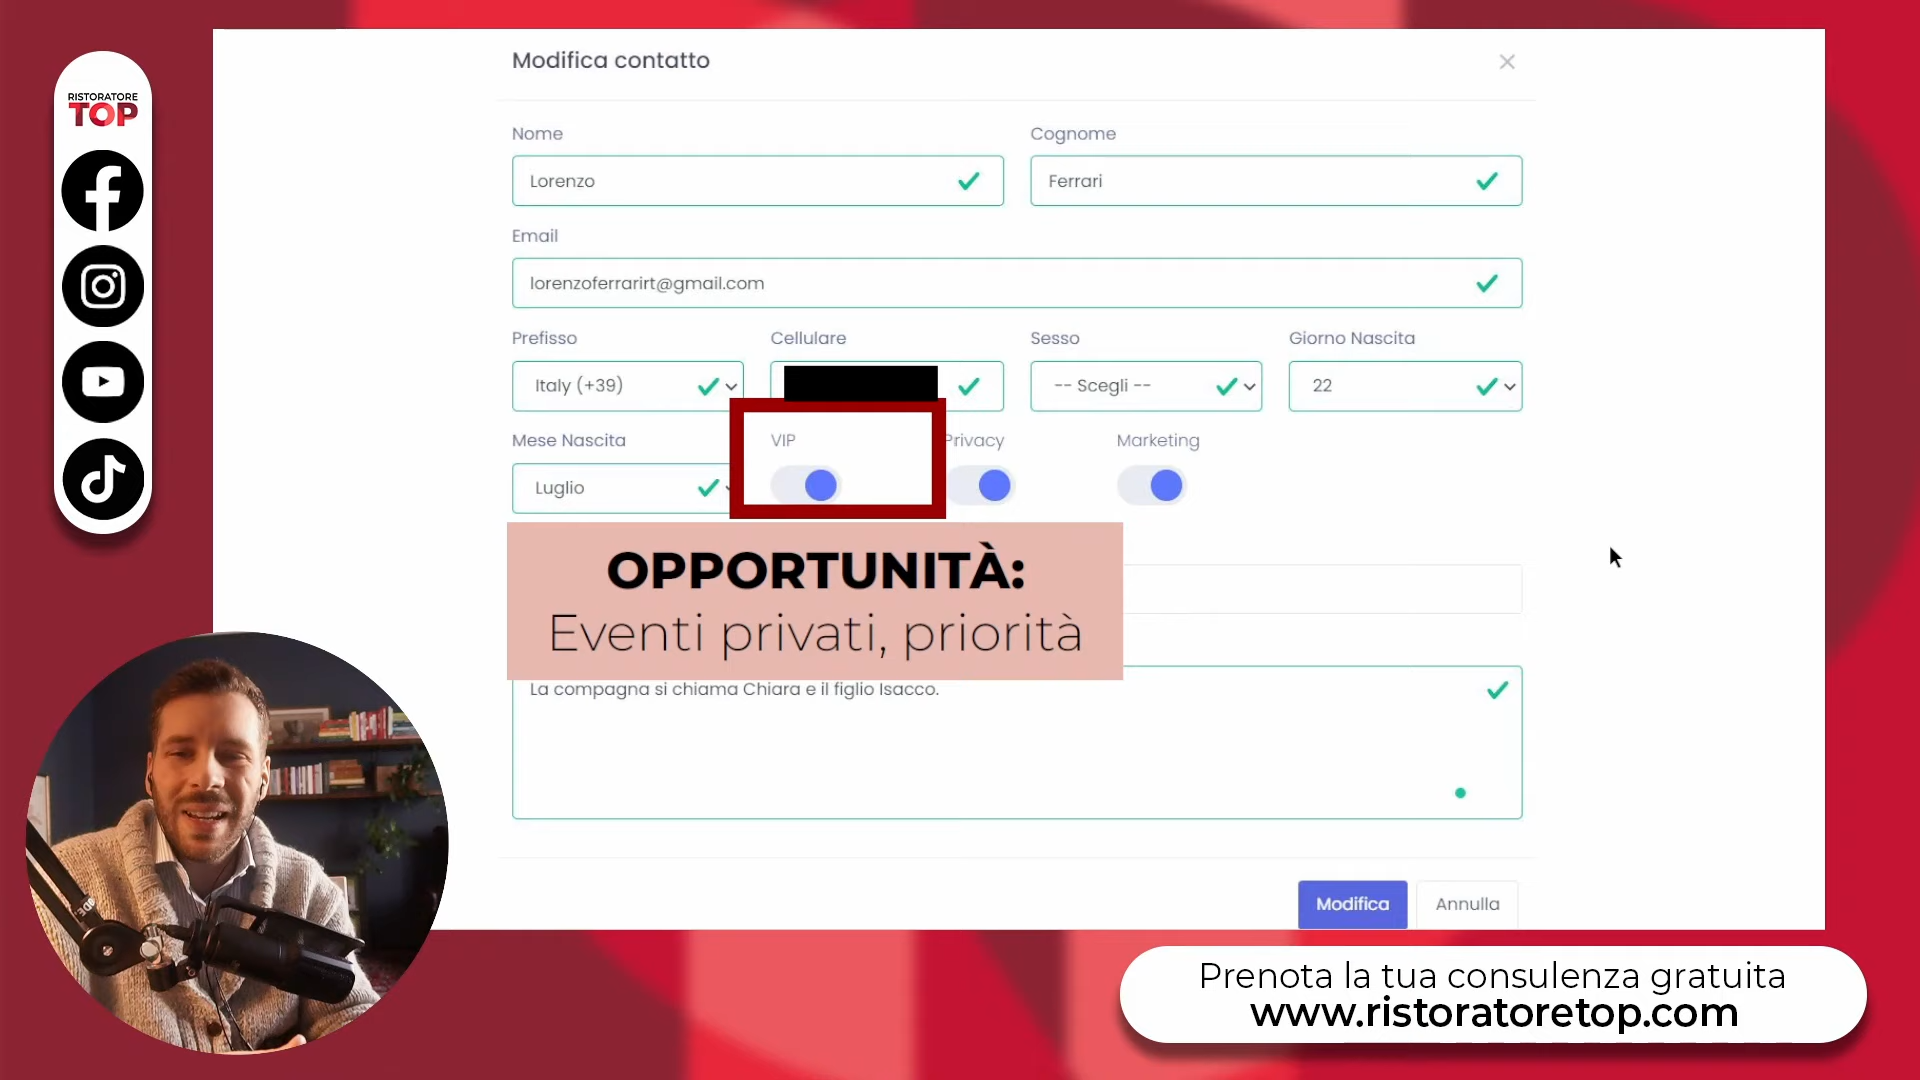 RISTORATORE
TOP
Modifica contatto
Nome
Cognome
Lorenzo
Ferrari
Email
lorenzoferrarirt@gmail.com
Prefisso
Cellulare
Sesso
Giorno Nascita
Italy (+39)
-- Scegli --
22
Mese Nascita
VIP
Privacy
Marketing
Luglio
OPPORTUNITÀ:
Eventi privati, priorità
La compagna si chiama Chiara e il figlio Isacco.
Modifica
Annulla
Prenota la tua consulenza gratuita
www.ristoratoretop.com